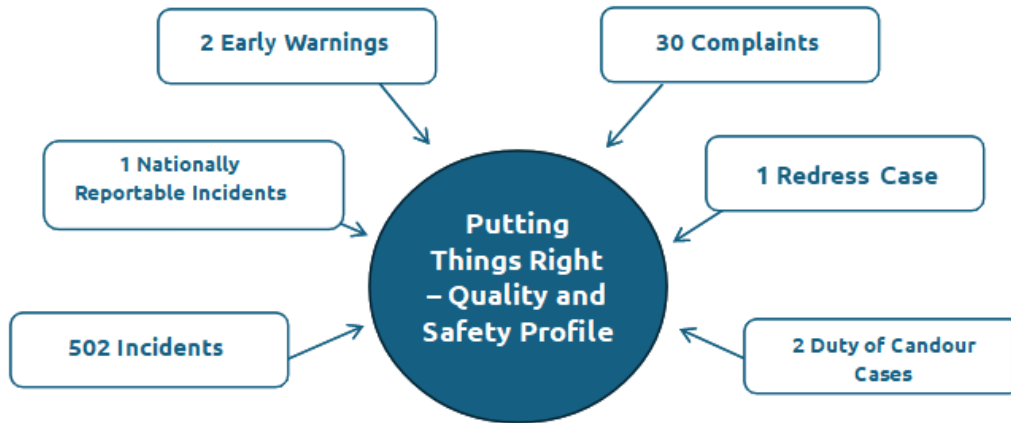 2 Early Warnings
30 Complaints
1 Nationally
Reportable Incidents
1 Redress Case
Putting
Things Right
– Quality and
Safety Profile
502 Incidents
2 Duty of Candour
Cases